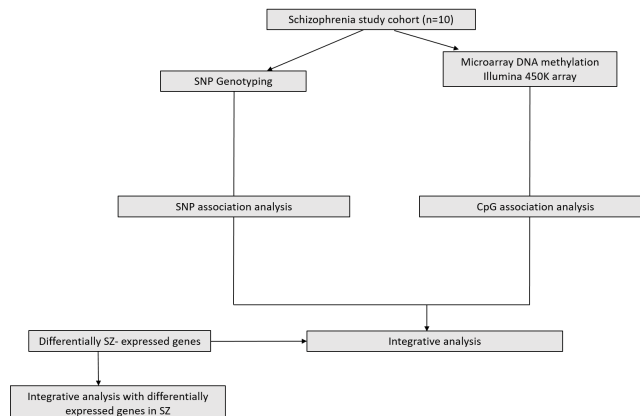 Schizophrenia study cohort (n=10)
SNP Genotyping
Microarray DNA methylation
Illumina 450K array
SNP association analysis
CpG association analysis
Differentially SZ- expressed genes
Integrative analysis
Integrative analysis with differentially
expressed genes in SZ